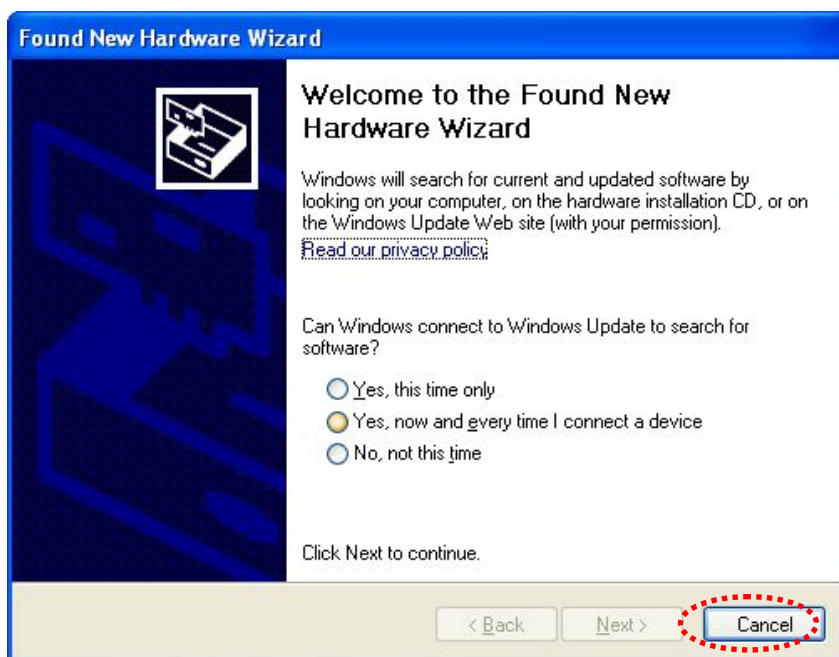 Found New Hardware Wizard
Welcome to the Found New
Hardware Wizard
Windows will search for current and updated software by
looking on your computer, on the hardware installation CD, or on
the Windows Update Web site (with your permission).
Read our privacy policy
Can Windows connect to Windows Update to search for
software?
Yes, this time only
Yes, now and every time I connect a device
No, not this time
Click Next to continue.
< Back
Next >
Cancel